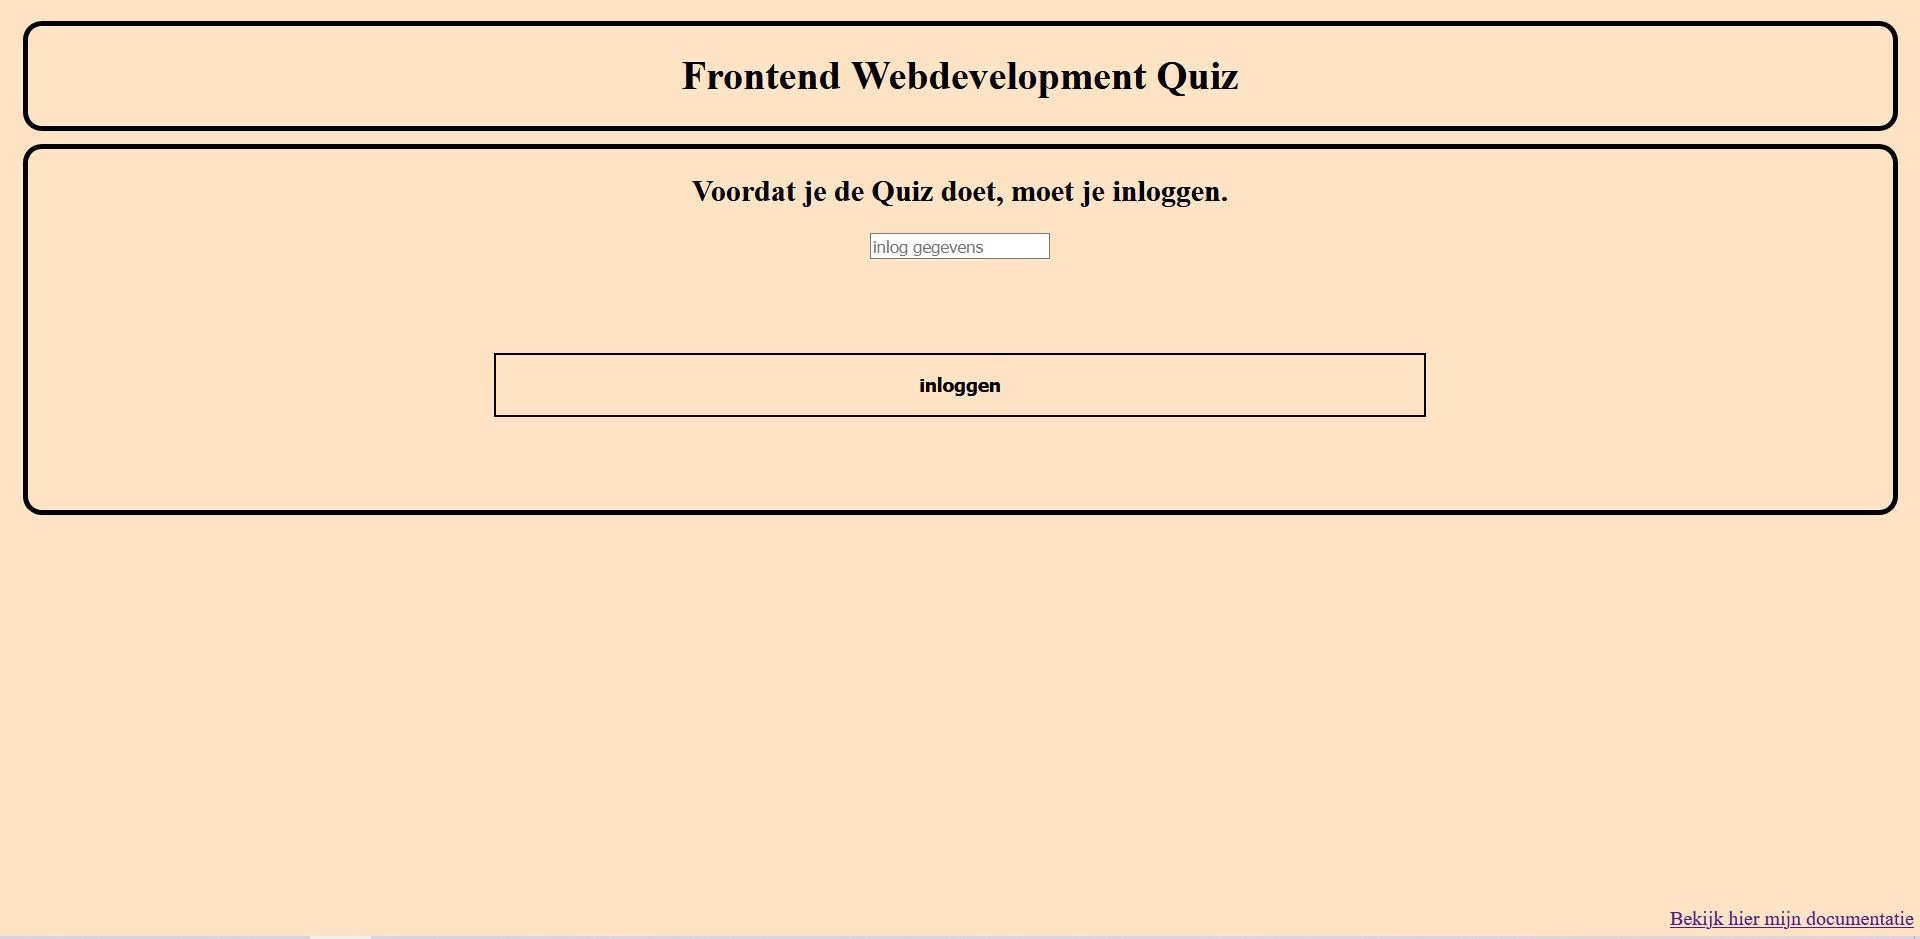 Frontend Webdevelopment Quiz
Voordat je de Quiz doet, moet je inloggen.
inlog gegevens
inloggen
Bekijk hier mijn documentatie